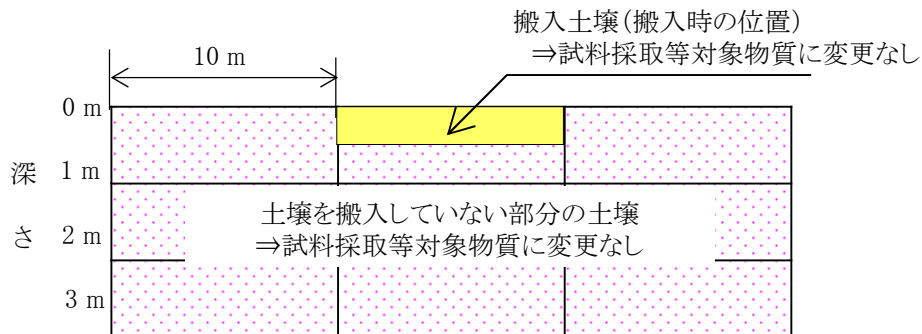 搬入土壌(搬入時の位置)
⇒試料採取等対象物質に変更なし
10 m
0 m
深
1 m
土壌を搬入していない部分の土壌
さ
2 m
⇒試料採取等対象物質に変更なし
3 m